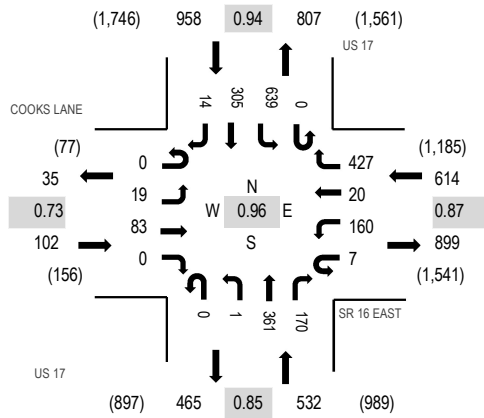 (1,746) 958 0.94 807 (1,561)
US 17
14 305 639 0
COOKS LANE
(77) 0 427 (1,185)
35 19 N 20 614
0.73 W 0.96 E 0.87
102 83 S 160 899
(156) 0 7 (1,541)
0 1 361 170
SR 16 EAST
US 17
(897) 465 0.85 532 (989)